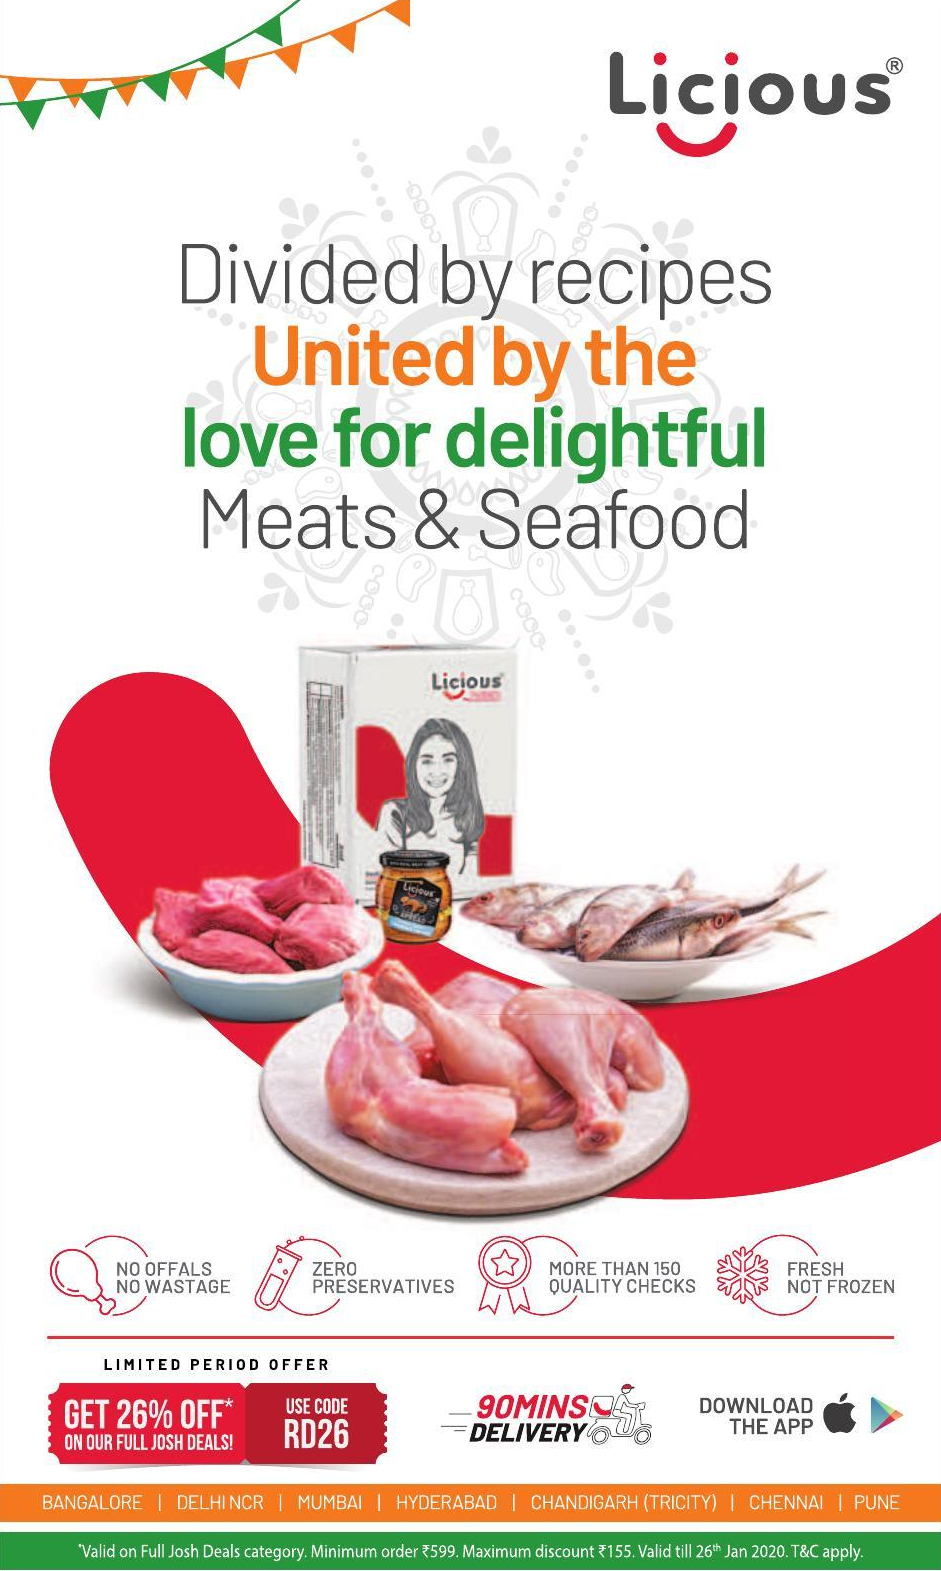 Licious®
Divided by recipes
United by the
love for delightful
Meats & Seafood
Licious
Licious
NO OFFALS
NO WASTAGE
ZERO
PRESERVATIVES
MORE THAN 150
QUALITY CHECKS
FRESH
NOT FROZEN
LIMITED PERIOD OFFER
GET 26% OFF*
ON OUR FULL JOSH DEALS!
USE CODE
RD26
90MINS
DELIVERY
DOWNLOAD
THE APP
BANGALORE | DELHI NCR | MUMBAI | HYDERABAD | CHANDIGARH (TRICITY) | CHENNAI | PUNE
*Valid on Full Josh Deals category. Minimum order ₹599. Maximum discount ₹155. Valid till 26th Jan 2020. T&C apply.